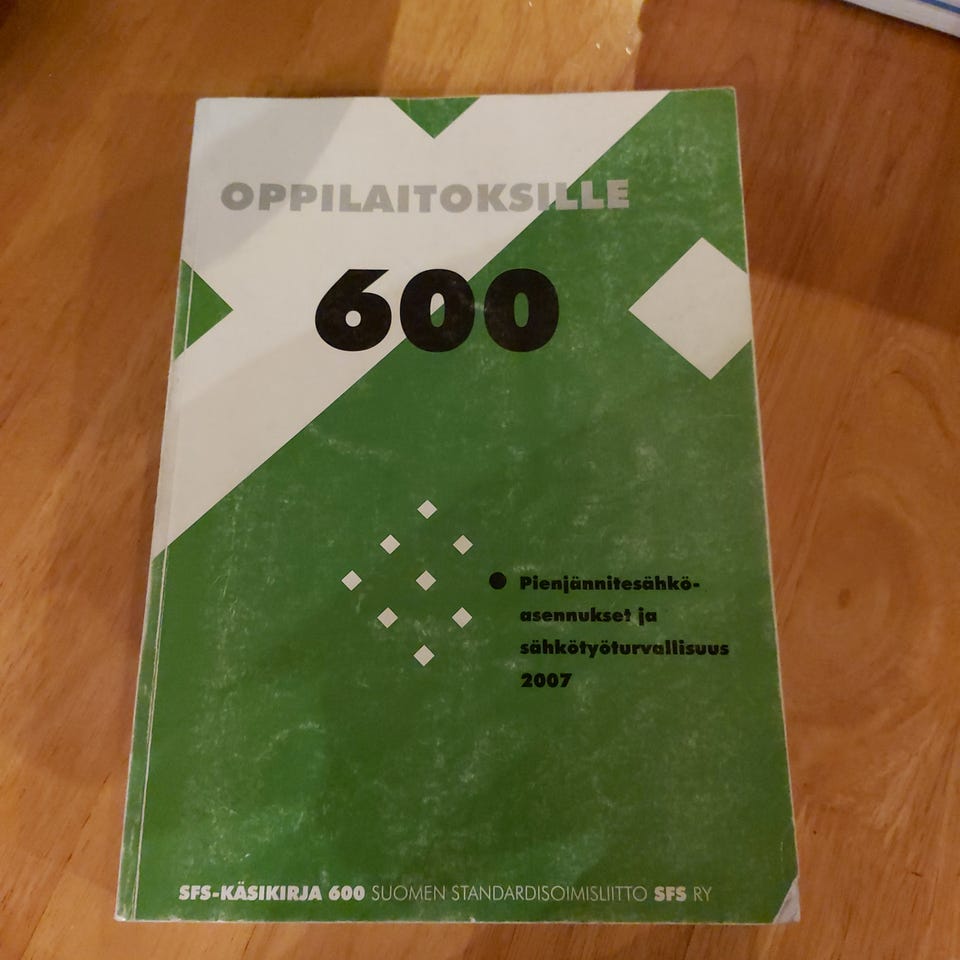 OPPILAITOKSILLE
600
Pienjännitesähkö-
asennukset ja
sähkötyöturvallisuus
2007
SFS-KÄSIKIRJA 600 SUOMEN STANDARDISOIMISLIITTO SFS RY